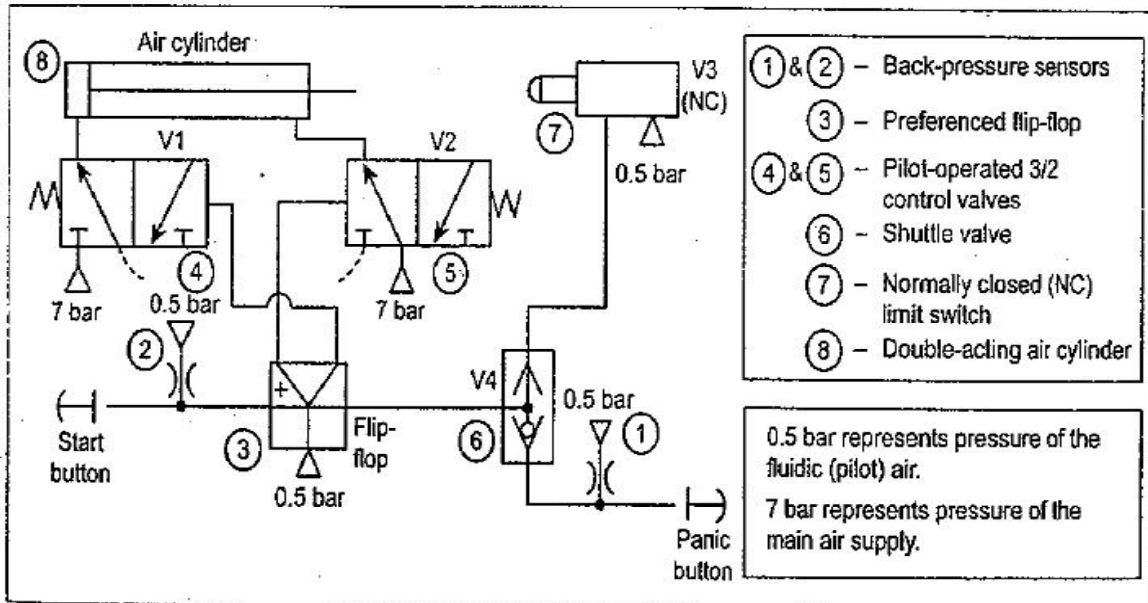 Air cylinder
8
V3
(NC)
7
0.5 bar
V1
V2
4
5
7 bar
0.5 bar
7 bar
2
V4
0.5 bar
1
+
6
Start
button
3
Flip-
flop
0.5 bar
Panic
button
1 & 2 – Back-pressure sensors
3 – Preferenced flip-flop
4 & 5 – Pilot-operated 3/2
control valves
6 – Shuttle valve
7 – Normally closed (NC)
limit switch
8 – Double-acting air cylinder
0.5 bar represents pressure of the
fluidic (pilot) air.
7 bar represents pressure of the
main air supply.